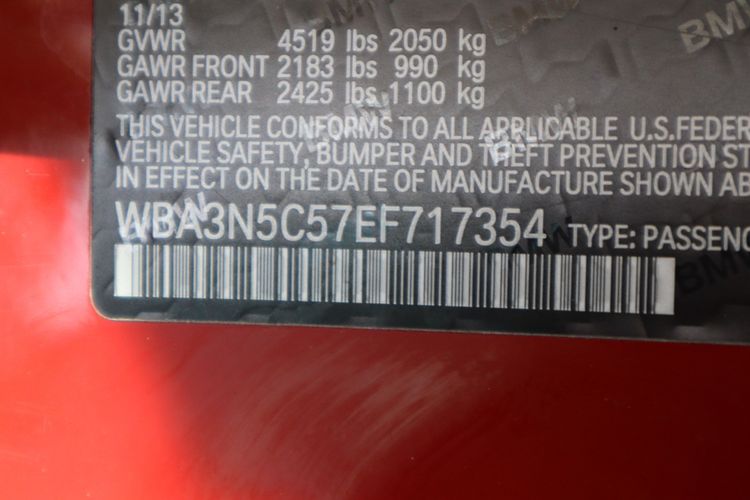 11/13
GVWR 4519 lbs 2050 kg
GAWR FRONT 2183 lbs 990 kg
GAWR REAR 2425 lbs 1100 kg
THIS VEHICLE CONFORMS TO ALL APPLICABLE U.S.FEDER
VEHICLE SAFETY, BUMPER AND THEFT PREVENTION ST
IN EFFECT ON THE DATE OF MANUFACTURE SHOWN AB
WBA3N5C57EF717354 TYPE: PASSENG